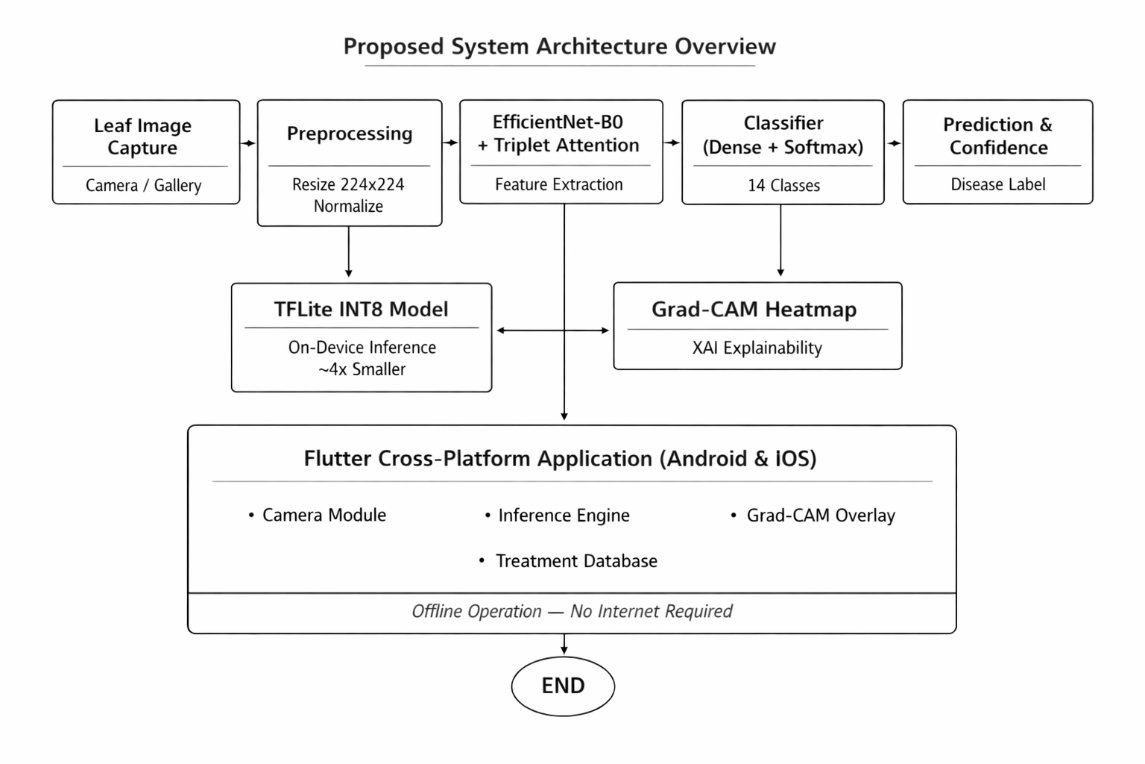 Proposed System Architecture Overview
Leaf Image
Capture
Camera / Gallery
Preprocessing
Resize 224x224
Normalize
EfficientNet-B0
+ Triplet Attention
Feature Extraction
Classifier
(Dense + Softmax)
14 Classes
Prediction &
Confidence
Disease Label
TFLite INT8 Model
On-Device Inference
~4x Smaller
Grad-CAM Heatmap
XAI Explainability
Flutter Cross-Platform Application (Android & iOS)
• Camera Module
• Inference Engine
• Grad-CAM Overlay
• Treatment Database
Offline Operation — No Internet Required
END